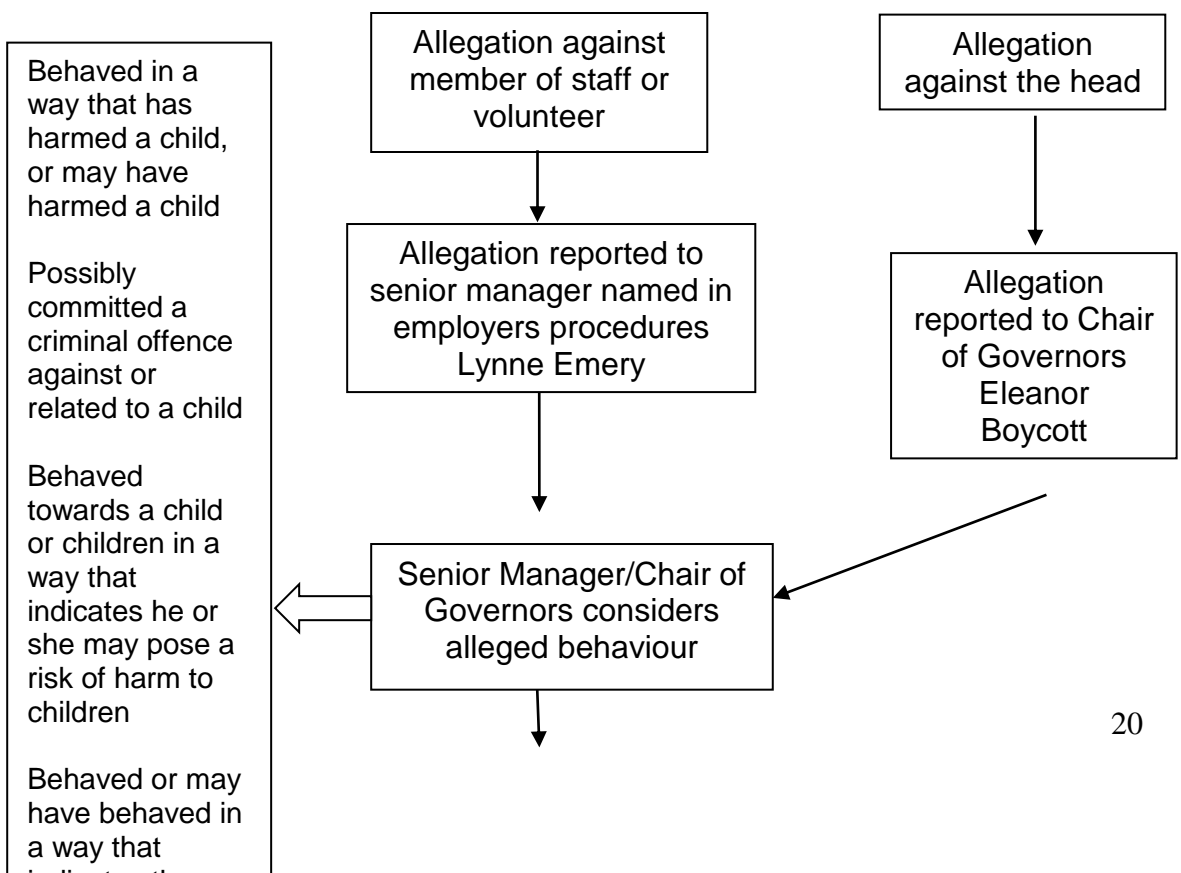 Behaved in a
way that has
harmed a child,
or may have
harmed a child
Possibly
committed a
criminal offence
against or
related to a child
Behaved
towards a child
or children in a
way that
indicates he or
she may pose a
risk of harm to
children
Behaved or may
have behaved in
a way that
Allegation against
member of staff or
volunteer
Allegation
against the head
Allegation reported to
senior manager named in
employers procedures
Lynne Emery
Allegation
reported to Chair
of Governors
Eleanor
Boycott
Senior Manager/Chair of
Governors considers
alleged behaviour
20